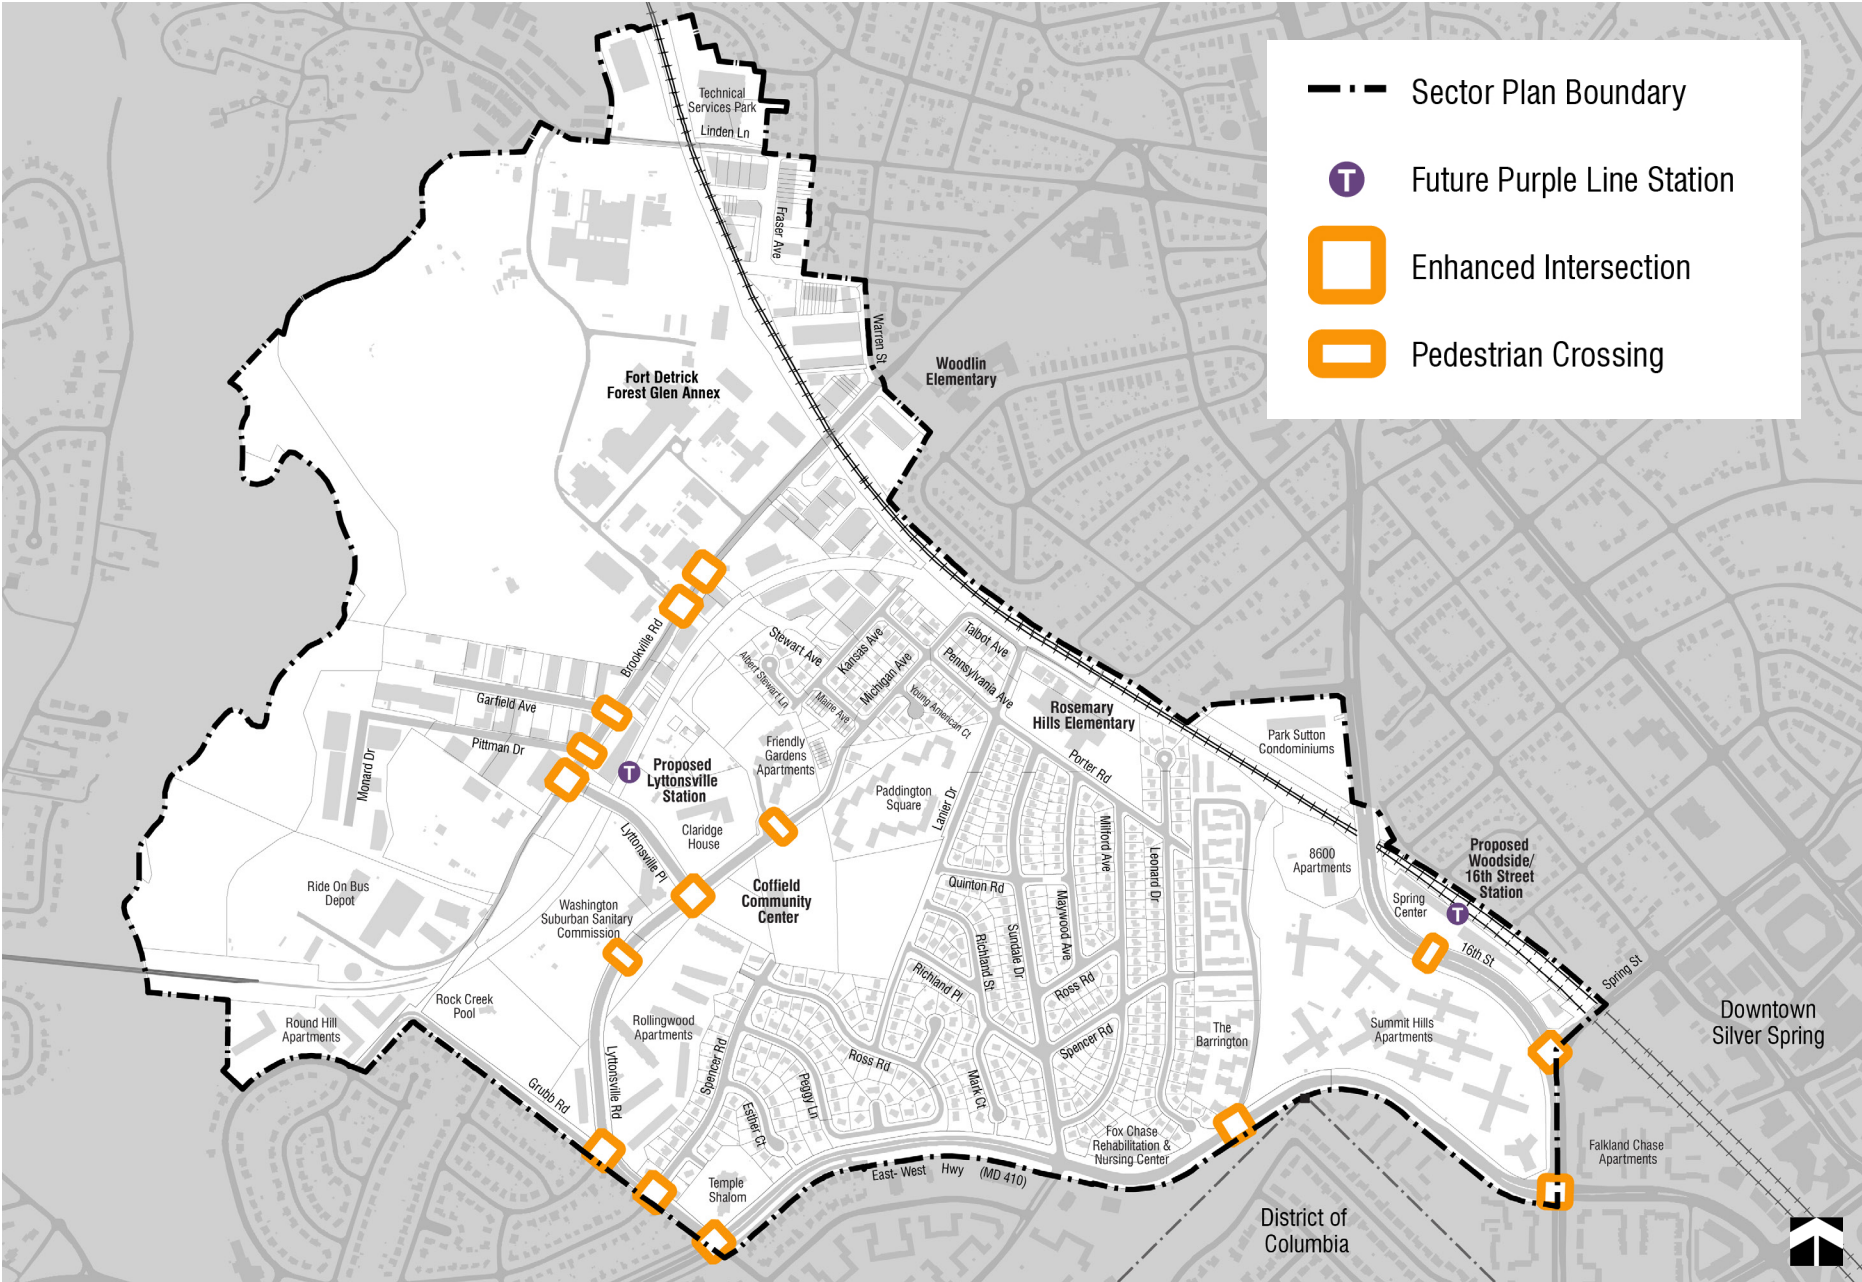 Sector Plan Boundary
Future Purple Line Station
T
Enhanced Intersection
Pedestrian Crossing
Technical
Services Park
Linden Ln
Fraser Ave
Warren St
Woodlin
Elementary
Fort Detrick
Forest Glen Annex
Brookville Rd
Stewart Ave
Albert Stewart Ln
Kansas Ave
Michigan Ave
Maine Ave
Talbot Ave
Pennsylvania Ave
Young American Ct
Rosemary
Hills Elementary
Garfield Ave
Pittman Dr
Monard Dr
T
Proposed
Lyttonsville
Station
Friendly
Gardens
Apartments
Paddington
Square
Lanier Dr
Porter Rd
Park Sutton
Condominiums
Claridge
House
Lyttonsville Pl
Milford Ave
Leonard Dr
8600
Apartments
Proposed
Woodside/
16th Street
Station
T
Spring
Center
16th St
Spring St
Ride On Bus
Depot
Washington
Suburban Sanitary
Commission
Coffield
Community
Center
Quinton Rd
Maywood Ave
Sundale Dr
Richland St
Richland Pl
Ross Rd
Rock Creek
Pool
Round Hill
Apartments
Rollingwood
Apartments
Spencer Rd
Ross Rd
Spencer Rd
The
Barrington
Summit Hills
Apartments
Downtown
Silver Spring
Grubb Rd
Lyttonsville Rd
Peggy Ln
Esther Ct
Mark Ct
Fox Chase
Rehabilitation &
Nursing Center
Falkland Chase
Apartments
Temple
Shalom
East- West Hwy (MD 410)
District of
Columbia